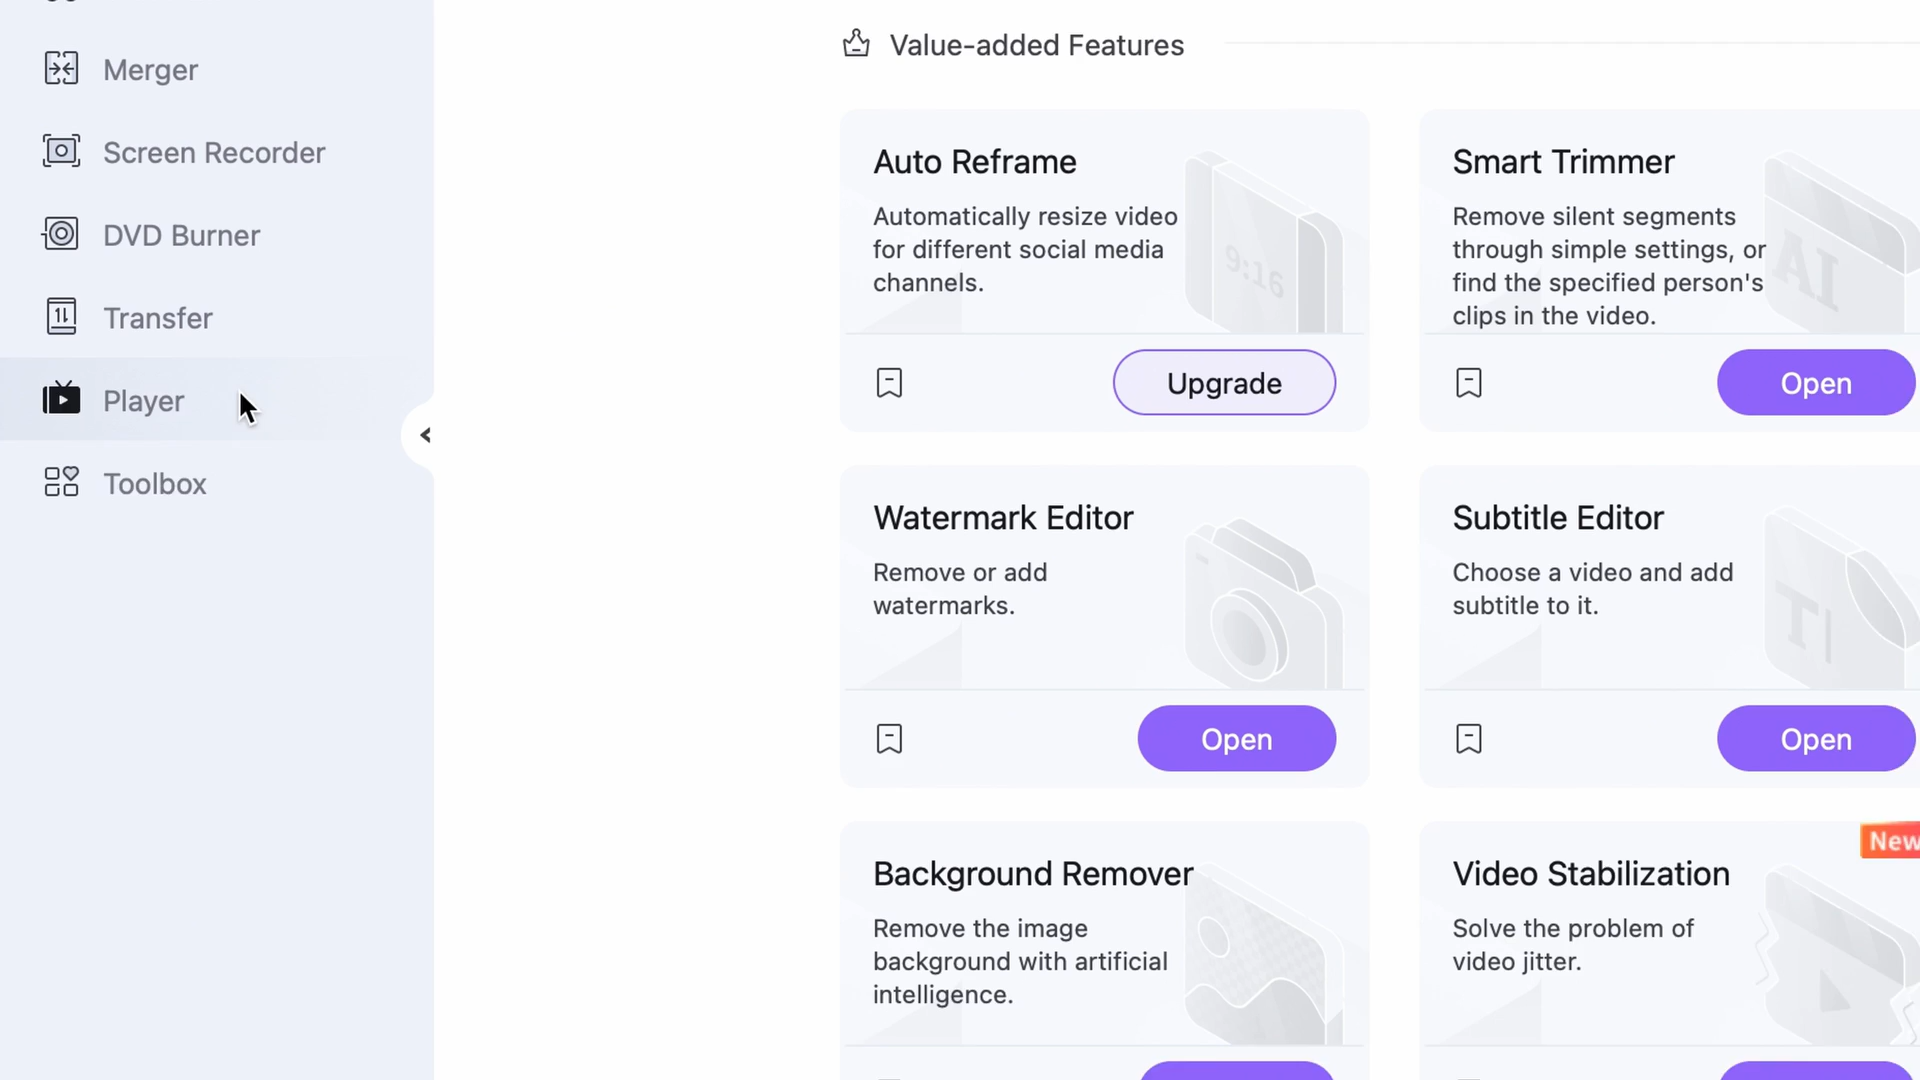 Merger
Screen Recorder
DVD Burner
Transfer
Player
Toolbox
Value-added Features
Auto Reframe
Automatically resize video
for different social media
channels.
9:16
Upgrade
Smart Trimmer
Remove silent segments
through simple settings, or
find the specified person's
clips in the video.
AI
Open
Watermark Editor
Remove or add
watermarks.
Open
Subtitle Editor
Choose a video and add
subtitle to it.
T
Open
Background Remover
Remove the image
background with artificial
intelligence.
New
Video Stabilization
Solve the problem of
video jitter.